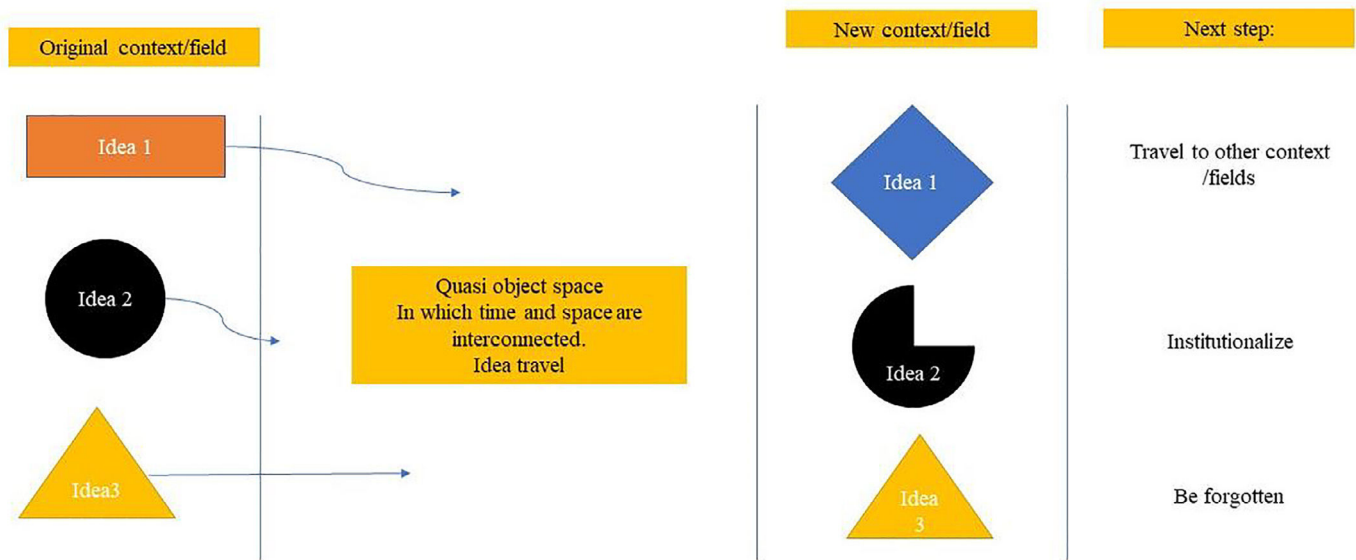 Original context/field
New context/field
Next step:
Idea 1
Idea 1
Travel to other context
/fields
Idea 2
Quasi object space
In which time and space are
interconnected.
Idea travel
Idea 2
Institutionalize
Idea3
Idea
3
Be forgotten